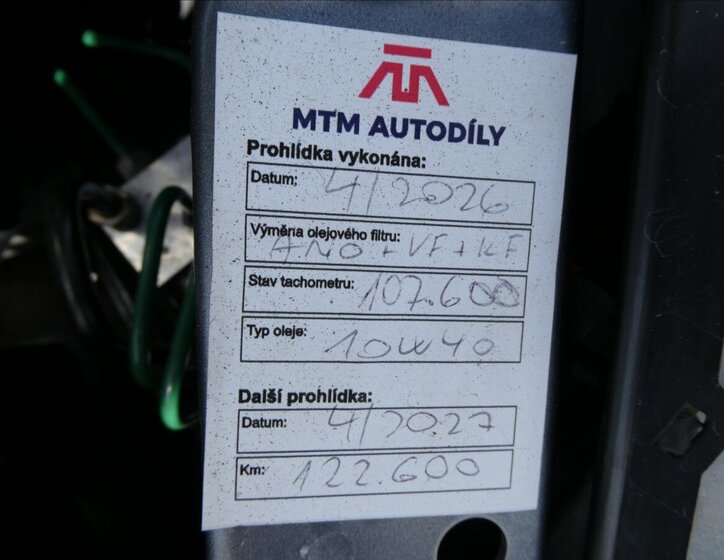 MTM AUTODÍLY
Prohlídka vykonána:
Datum: 4/2026
Výměna olejového filtru: ANO + VF + KF
Stav tachometru: 107.600
Typ oleje: 10W40
Další prohlídka:
Datum: 4/2027
Km: 122.600